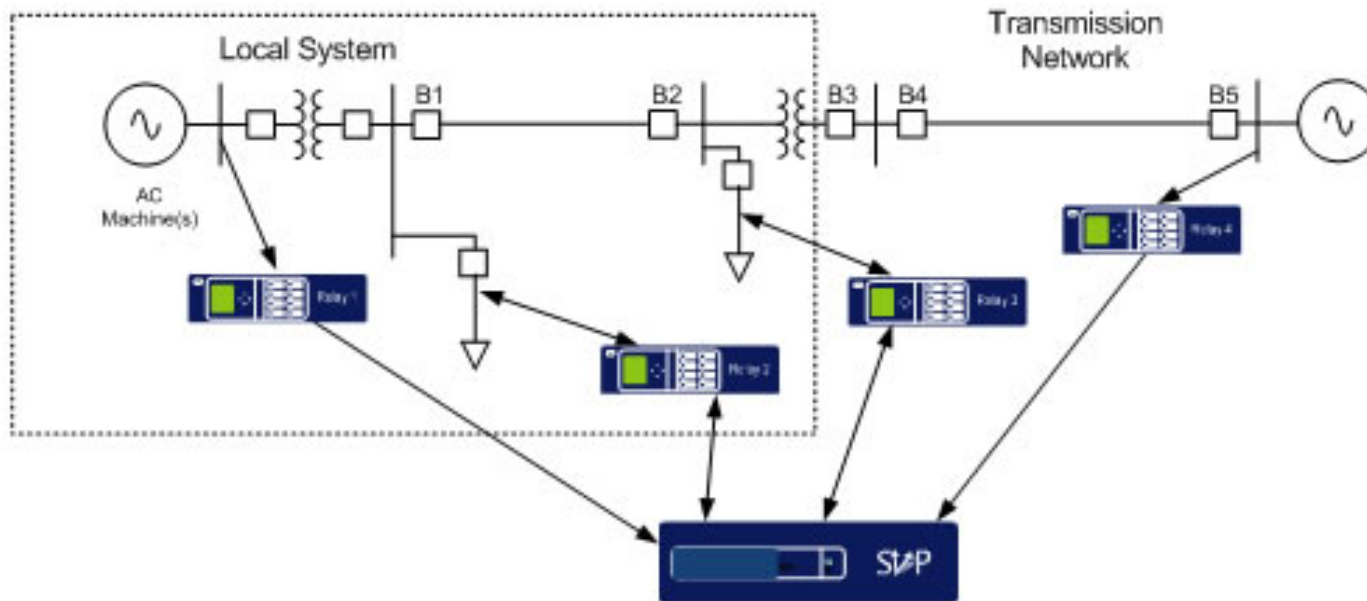 Local System
Transmission
Network
B1
B2
B3
B4
B5
AC
Machine(s)
Relay 4
Relay 1
Relay 3
Relay 2
SVP